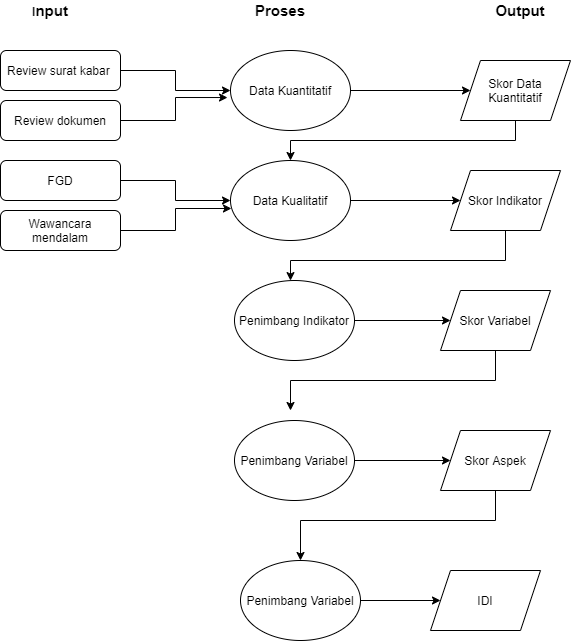 Input
Proses
Output
Review surat kabar
Data Kuantitatif
Skor Data
Kuantitatif
Review dokumen
FGD
Data Kualitatif
Skor Indikator
Wawancara
mendalam
Penimbang Indikator
Skor Variabel
Penimbang Variabel
Skor Aspek
Penimbang Variabel
IDI